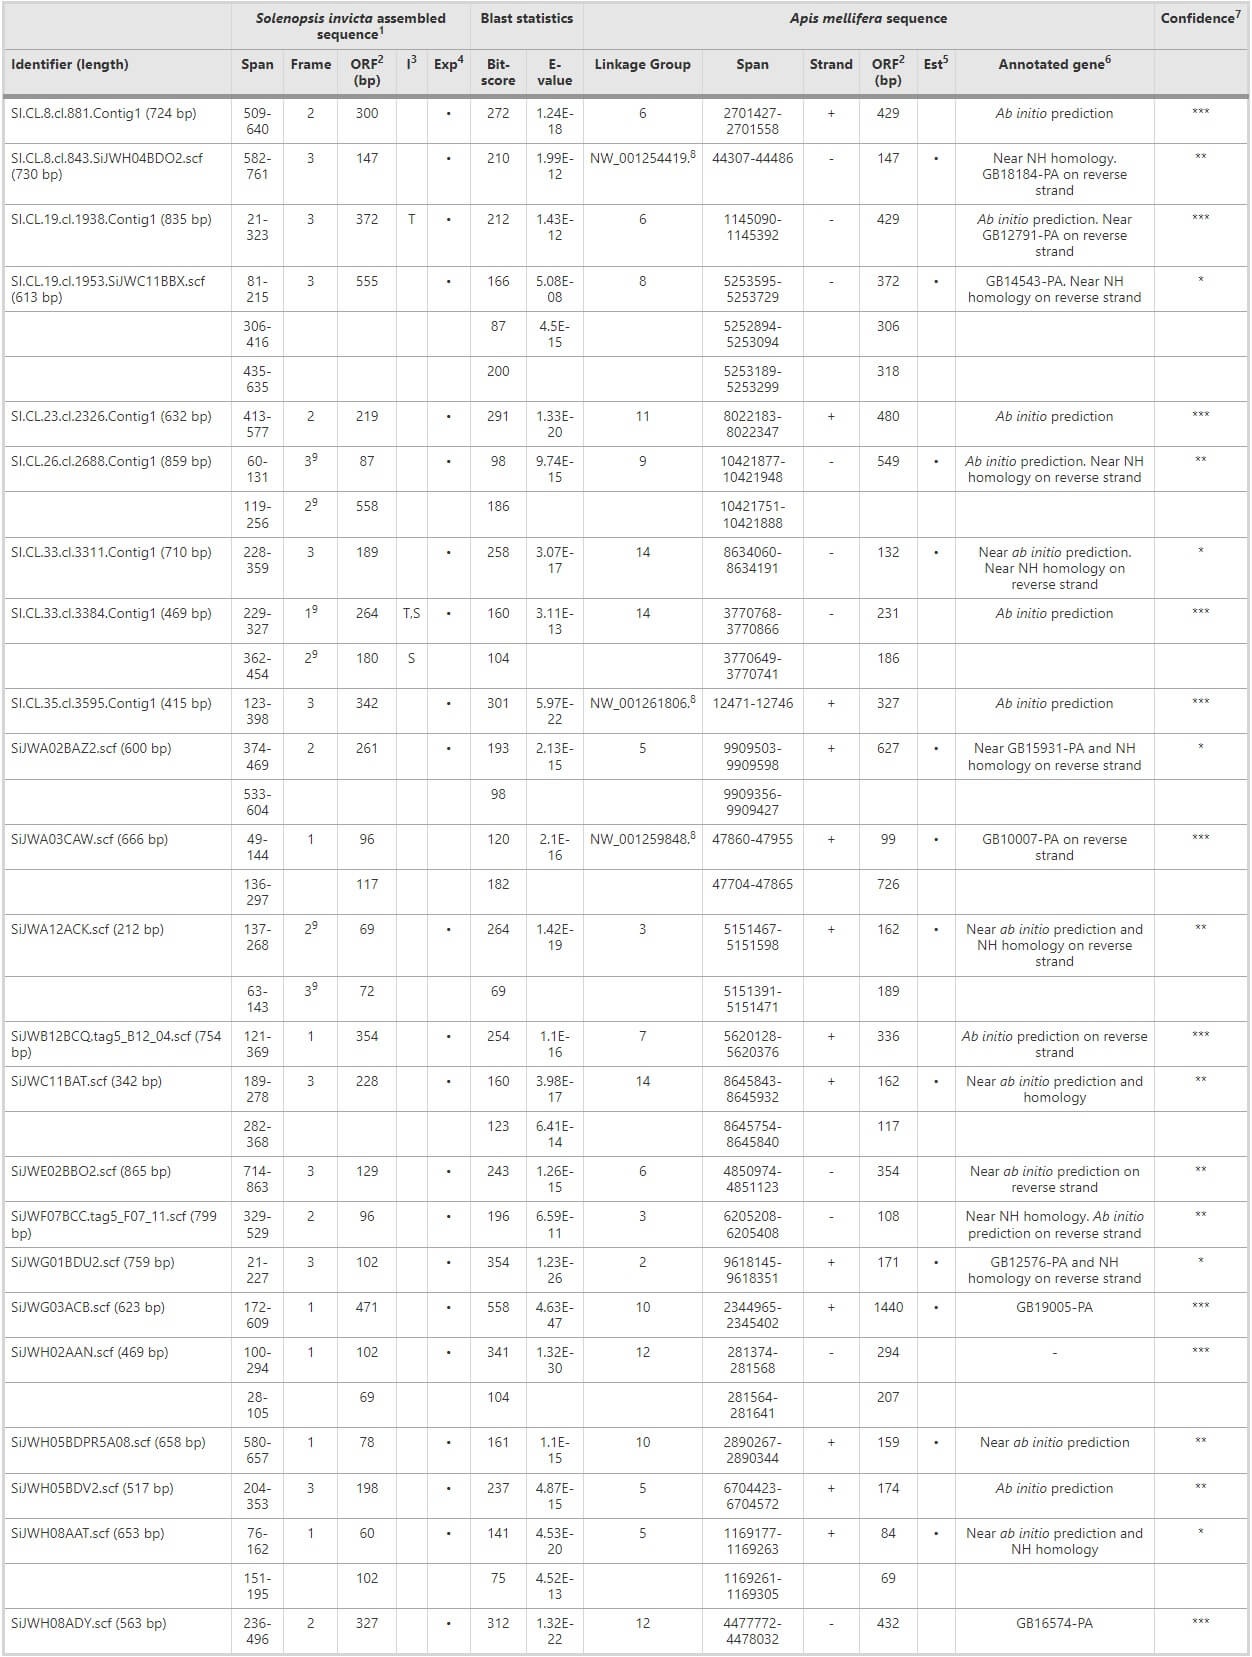 Solenopsis invicta assembled sequence1 Blast statistics Apis mellifera sequence Confidence7
Identifier (length) Span Frame ORF2 (bp) I3 Exp4 Bit-score E-value Linkage Group Span Strand ORF2 (bp) Est5 Annotated gene6
SI.CL.8.cl.881.Contig1 (724 bp) 509-640 2 300 • 272 1.24E-18 6 2701427-2701558 + 429 Ab initio prediction ***
SI.CL.8.cl.843.SiJWH04BDO2.scf (730 bp) 582-761 3 147 • 210 1.99E-12 NW_001254419.8 44307-44486 - 147 • Near NH homology. GB18184-PA on reverse strand **
SI.CL.19.cl.1938.Contig1 (835 bp) 21-323 3 372 T • 212 1.43E-12 6 1145090-1145392 - 429 Ab initio prediction. Near GB12791-PA on reverse strand ***
SI.CL.19.cl.1953.SiJWC11BBX.scf (613 bp) 81-215 3 555 • 166 5.08E-08 8 5253595-5253729 - 372 • GB14543-PA. Near NH homology on reverse strand *
306-416 87 4.5E-15 5252894-5253094 306
435-635 200 5253189-5253299 318
SI.CL.23.cl.2326.Contig1 (632 bp) 413-577 2 219 • 291 1.33E-20 11 8022183-8022347 + 480 Ab initio prediction ***
SI.CL.26.cl.2688.Contig1 (859 bp) 60-131 39 87 • 98 9.74E-15 9 10421877-10421948 - 549 • Ab initio prediction. Near NH homology on reverse strand **
119-256 29 558 186 10421751-10421888
SI.CL.33.cl.3311.Contig1 (710 bp) 228-359 3 189 • 258 3.07E-17 14 8634060-8634191 - 132 • Near ab initio prediction. Near NH homology on reverse strand *
SI.CL.33.cl.3384.Contig1 (469 bp) 229-327 19 264 T,S • 160 3.11E-13 14 3770768-3770866 - 231 Ab initio prediction ***
362-454 29 180 S 104 3770649-3770741 186
SI.CL.35.cl.3595.Contig1 (415 bp) 123-398 3 342 • 301 5.97E-22 NW_001261806.8 12471-12746 + 327 Ab initio prediction ***
SiJWA02BAZ2.scf (600 bp) 374-469 2 261 • 193 2.13E-15 5 9909503-9909598 + 627 • Near GB15931-PA and NH homology on reverse strand *
533-604 98 9909356-9909427
SiJWA03CAW.scf (666 bp) 49-144 1 96 120 2.1E-16 NW_001259848.8 47860-47955 + 99 • GB10007-PA on reverse strand ***
136-297 117 182 47704-47865 726
SiJWA12ACK.scf (212 bp) 137-268 29 69 • 264 1.42E-19 3 5151467-5151598 + 162 • Near ab initio prediction and NH homology on reverse strand **
63-143 39 72 69 5151391-5151471 189
SiJWB12BCQ.tag5_B12_04.scf (754 bp) 121-369 1 354 • 254 1.1E-16 7 5620128-5620376 + 336 Ab initio prediction on reverse strand ***
SiJWC11BAT.scf (342 bp) 189-278 3 228 • 160 3.98E-17 14 8645843-8645932 + 162 • Near ab initio prediction and homology **
282-368 123 6.41E-14 8645754-8645840 117
SiJWE02BBO2.scf (865 bp) 714-863 3 129 • 243 1.26E-15 6 4850974-4851123 - 354 Near ab initio prediction on reverse strand **
SiJWF07BCC.tag5_F07_11.scf (799 bp) 329-529 2 96 • 196 6.59E-11 3 6205208-6205408 - 108 Near NH homology. Ab initio prediction on reverse strand **
SiJWG01BDU2.scf (759 bp) 21-227 3 102 • 354 1.23E-26 2 9618145-9618351 + 171 • GB12576-PA and NH homology on reverse strand *
SiJWG03ACB.scf (623 bp) 172-609 1 471 • 558 4.63E-47 10 2344965-2345402 + 1440 • GB19005-PA ***
SiJWH02AAN.scf (469 bp) 100-294 1 102 • 341 1.32E-30 12 281374-281568 - 294 - ***
28-105 69 104 281564-281641 207
SiJWH05BDPR5A08.scf (658 bp) 580-657 1 78 • 161 1.1E-15 10 2890267-2890344 + 159 • Near ab initio prediction **
SiJWH05BDV2.scf (517 bp) 204-353 3 198 • 237 4.87E-15 5 6704423-6704572 + 174 Ab initio prediction **
SiJWH08AAT.scf (653 bp) 76-162 1 60 • 141 4.53E-20 5 1169177-1169263 + 84 • Near ab initio prediction and NH homology *
151-195 102 75 4.52E-13 1169261-1169305 69
SiJWH08ADY.scf (563 bp) 236-496 2 327 • 312 1.32E-22 12 4477772-4478032 - 432 GB16574-PA ***